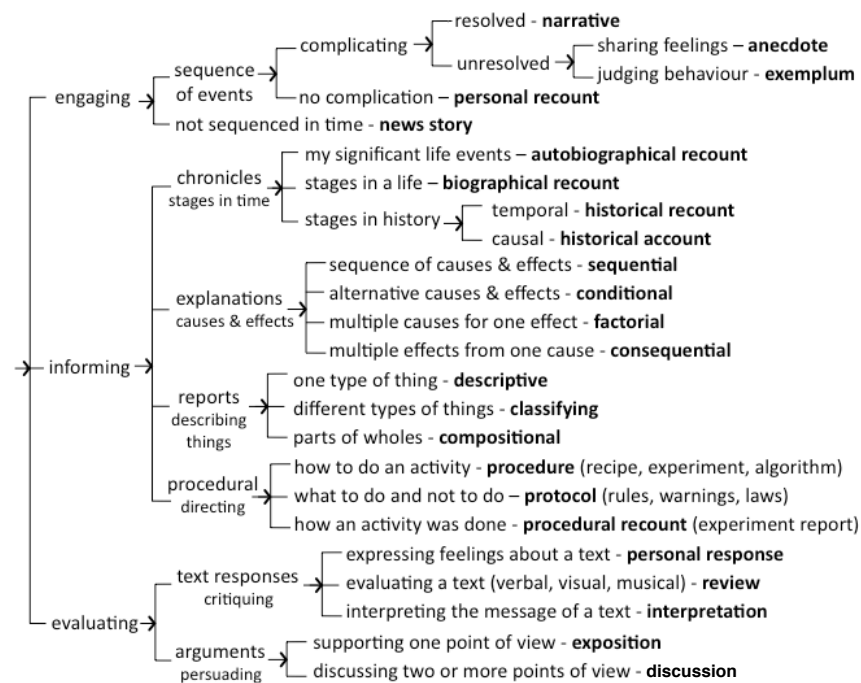 resolved - narrative
complicating
sharing feelings – anecdote
unresolved
sequence
of events
judging behaviour - exemplum
engaging
no complication – personal recount
not sequenced in time - news story
my significant life events – autobiographical recount
chronicles
stages in time
stages in a life – biographical recount
temporal - historical recount
stages in history
causal - historical account
sequence of causes & effects - sequential
explanations
causes & effects
alternative causes & effects - conditional
multiple causes for one effect - factorial
multiple effects from one cause - consequential
informing
one type of thing - descriptive
reports
describing
things
different types of things - classifying
parts of wholes - compositional
how to do an activity - procedure (recipe, experiment, algorithm)
procedural
directing
what to do and not to do – protocol (rules, warnings, laws)
how an activity was done - procedural recount (experiment report)
expressing feelings about a text - personal response
text responses
critiquing
evaluating a text (verbal, visual, musical) - review
interpreting the message of a text - interpretation
evaluating
supporting one point of view - exposition
arguments
persuading
discussing two or more points of view - discussion